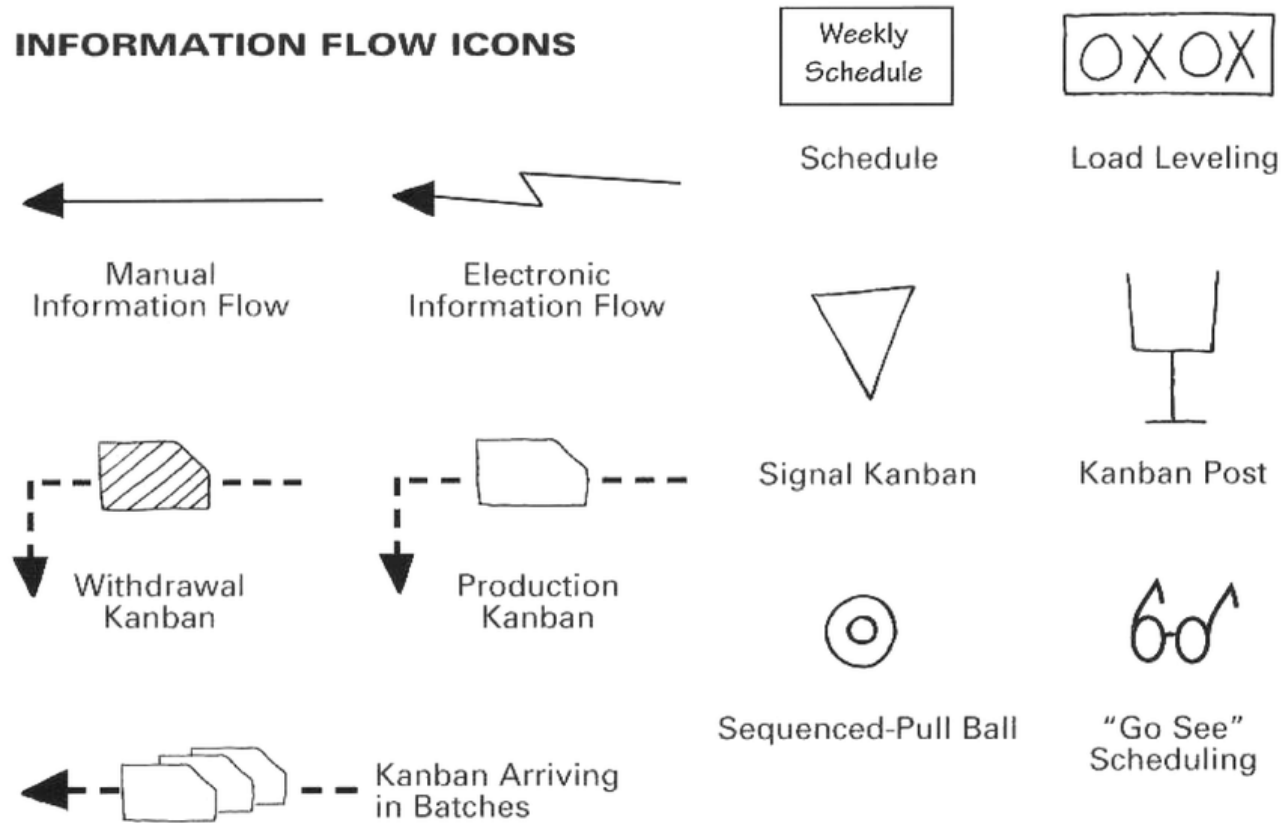 INFORMATION FLOW ICONS
Weekly
Schedule
Schedule
OXOX
Load Leveling
Manual
Information Flow
Electronic
Information Flow
Signal Kanban
Kanban Post
Withdrawal
Kanban
Production
Kanban
Sequenced-Pull Ball
"Go See"
Scheduling
Kanban Arriving
in Batches